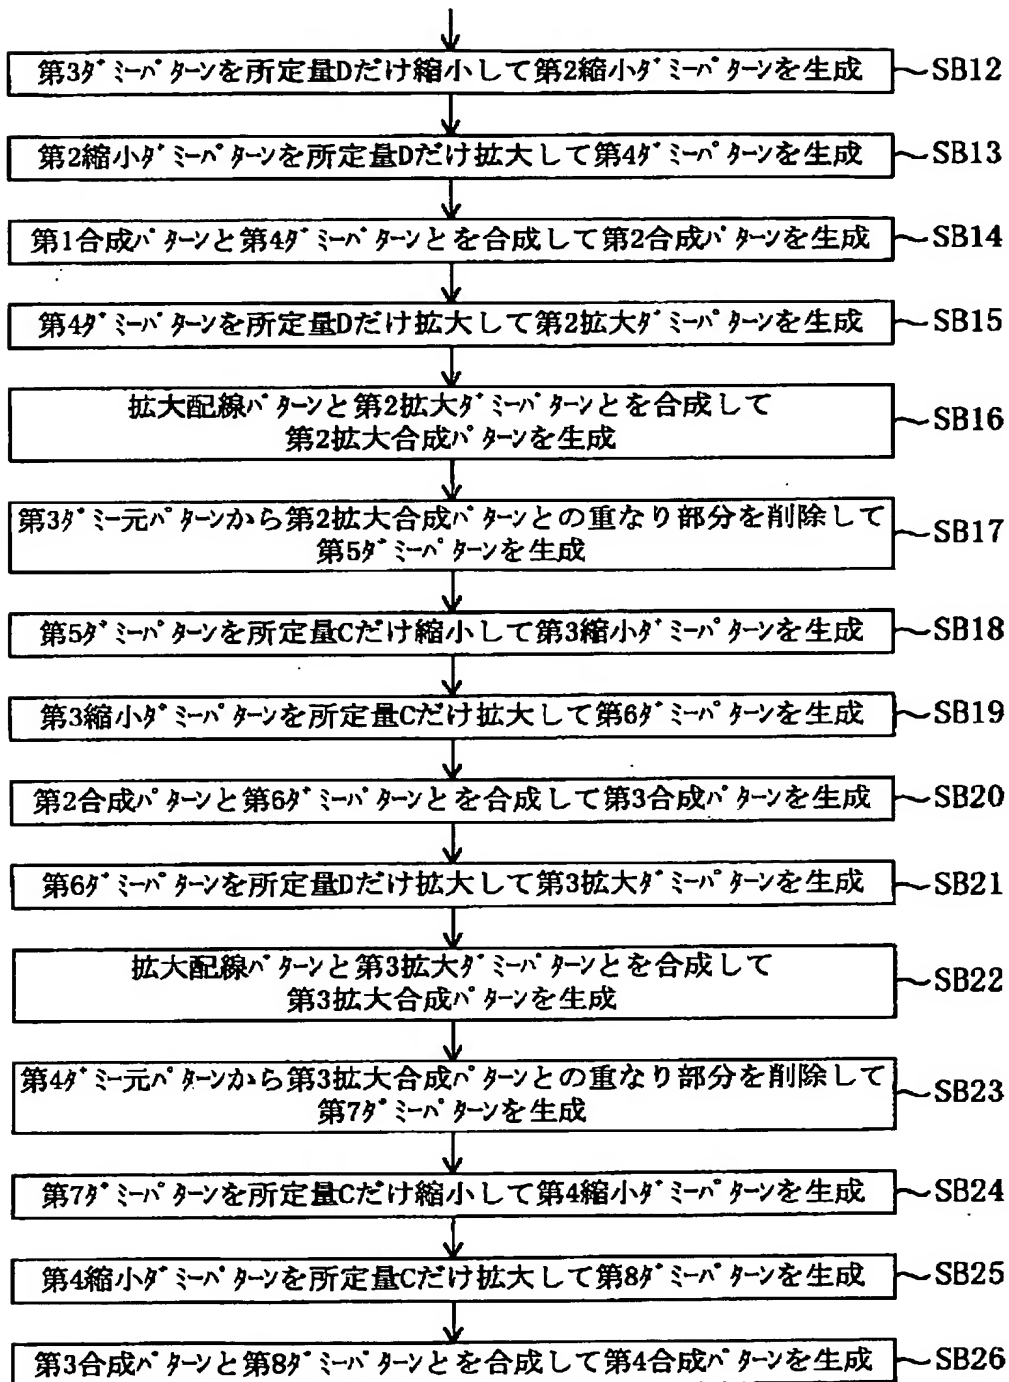 第3ﾀﾞﾐｰﾊﾟﾀｰﾝを所定量Dだけ縮小して第2縮小ﾀﾞﾐｰﾊﾟﾀｰﾝを生成 SB12
第2縮小ﾀﾞﾐｰﾊﾟﾀｰﾝを所定量Dだけ拡大して第4ﾀﾞﾐｰﾊﾟﾀｰﾝを生成 SB13
第1合成ﾊﾟﾀｰﾝと第4ﾀﾞﾐｰﾊﾟﾀｰﾝとを合成して第2合成ﾊﾟﾀｰﾝを生成 SB14
第4ﾀﾞﾐｰﾊﾟﾀｰﾝを所定量Dだけ拡大して第2拡大ﾀﾞﾐｰﾊﾟﾀｰﾝを生成 SB15
拡大配線ﾊﾟﾀｰﾝと第2拡大ﾀﾞﾐｰﾊﾟﾀｰﾝとを合成して
第2拡大合成ﾊﾟﾀｰﾝを生成 SB16
第3ﾀﾞﾐｰ元ﾊﾟﾀｰﾝから第2拡大合成ﾊﾟﾀｰﾝとの重なり部分を削除して
第5ﾀﾞﾐｰﾊﾟﾀｰﾝを生成 SB17
第5ﾀﾞﾐｰﾊﾟﾀｰﾝを所定量Cだけ縮小して第3縮小ﾀﾞﾐｰﾊﾟﾀｰﾝを生成 SB18
第3縮小ﾀﾞﾐｰﾊﾟﾀｰﾝを所定量Cだけ拡大して第6ﾀﾞﾐｰﾊﾟﾀｰﾝを生成 SB19
第2合成ﾊﾟﾀｰﾝと第6ﾀﾞﾐｰﾊﾟﾀｰﾝとを合成して第3合成ﾊﾟﾀｰﾝを生成 SB20
第6ﾀﾞﾐｰﾊﾟﾀｰﾝを所定量Dだけ拡大して第3拡大ﾀﾞﾐｰﾊﾟﾀｰﾝを生成 SB21
拡大配線ﾊﾟﾀｰﾝと第3拡大ﾀﾞﾐｰﾊﾟﾀｰﾝとを合成して
第3拡大合成ﾊﾟﾀｰﾝを生成 SB22
第4ﾀﾞﾐｰ元ﾊﾟﾀｰﾝから第3拡大合成ﾊﾟﾀｰﾝとの重なり部分を削除して
第7ﾀﾞﾐｰﾊﾟﾀｰﾝを生成 SB23
第7ﾀﾞﾐｰﾊﾟﾀｰﾝを所定量Cだけ縮小して第4縮小ﾀﾞﾐｰﾊﾟﾀｰﾝを生成 SB24
第4縮小ﾀﾞﾐｰﾊﾟﾀｰﾝを所定量Cだけ拡大して第8ﾀﾞﾐｰﾊﾟﾀｰﾝを生成 SB25
第3合成ﾊﾟﾀｰﾝと第8ﾀﾞﾐｰﾊﾟﾀｰﾝとを合成して第4合成ﾊﾟﾀｰﾝを生成 SB26